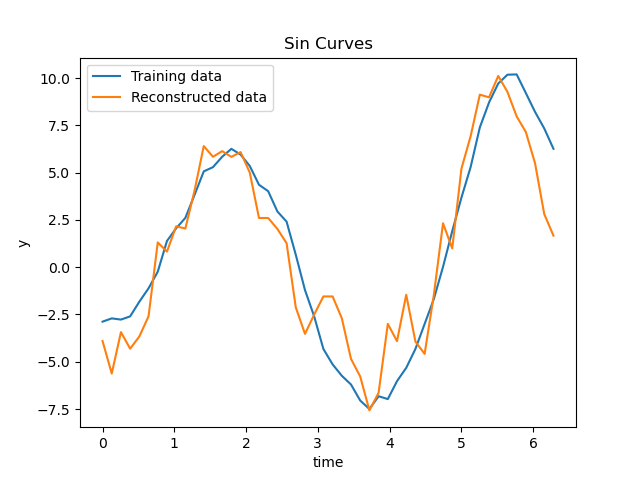 Sin Curves
Training data
Reconstructed data
10.0
7.5
5.0
2.5
0.0
−2.5
−5.0
−7.5
y
0 1 2 3 4 5 6
time